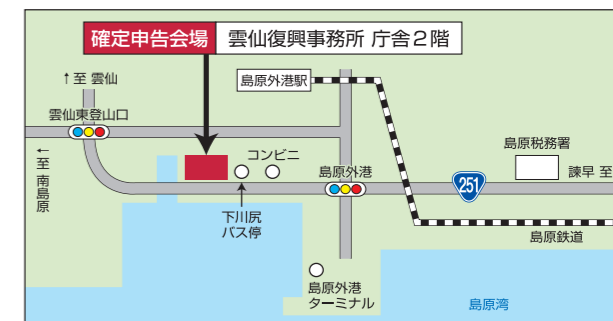 確定申告会場 雲仙復興事務所 庁舎2階
↑至 雲仙
島原外港駅
雲仙東登山口
島原税務署
コンビニ
島原外港
←至 南島原
251
諫早 至
下川尻
バス停
島原鉄道
島原外港
ターミナル
島原湾